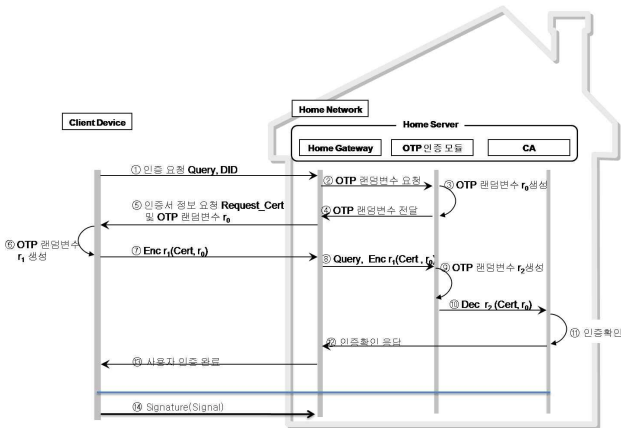 Home Network
Client Device
Home Server
Home Gateway
OTP 인증 모듈
CA
① 인증 요청 Query, DID
② OTP 랜덤변수 요청
③ OTP 랜덤변수 r₀생성
④ OTP 랜덤변수 전달
⑤ 인증서 정보 요청 Request_Cert
및 OTP 랜덤변수 r₀
⑥ OTP 랜덤변수
r₁ 생성
⑦ Enc r₁(Cert, r₀)
⑧ Query, Enc r₁(Cert , r₀)
⑨ OTP 랜덤변수 r₂생성
⑩ Dec r₂ (Cert, r₀)
⑪ 인증확인
⑫ 인증확인 응답
⑬ 사용자 인증 완료
⑭ Signature(Signal)